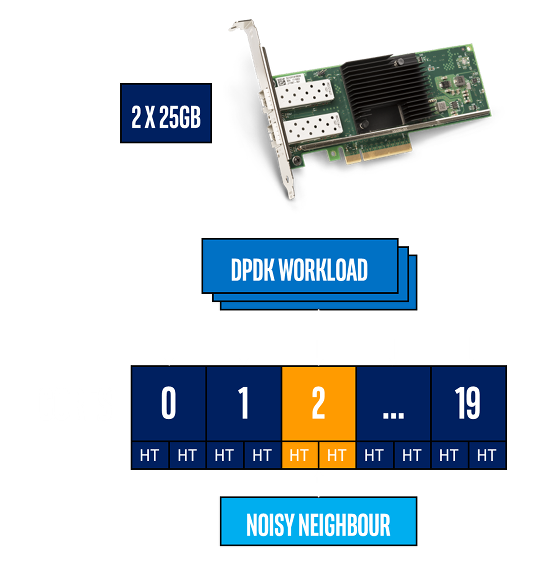 2 X 25GB
DPDK WORKLOAD
0 1 2 ... 19
HT HT HT HT HT HT HT HT HT HT
NOISY NEIGHBOUR